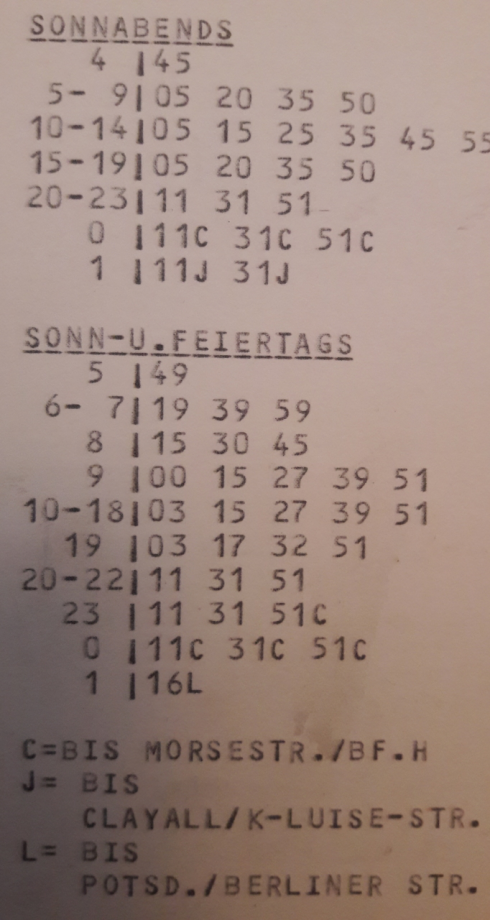 SONNABENDS
4 |45
5- 9|05 20 35 50
10-14|05 15 25 35 45 55
15-19|05 20 35 50
20-23|11 31 51
0 |11C 31C 51C
1 |11J 31J
SONN-U.FEIERTAGS
5 |49
6- 7|19 39 59
8 |15 30 45
9 |00 15 27 39 51
10-18|03 15 27 39 51
19 |03 17 32 51
20-22|11 31 51
23 |11 31 51C
0 |11C 31C 51C
1 |16L
C=BIS MORSESTR./BF.H
J= BIS
CLAYALL/K-LUISE-STR.
L= BIS
POTSD./BERLINER STR.